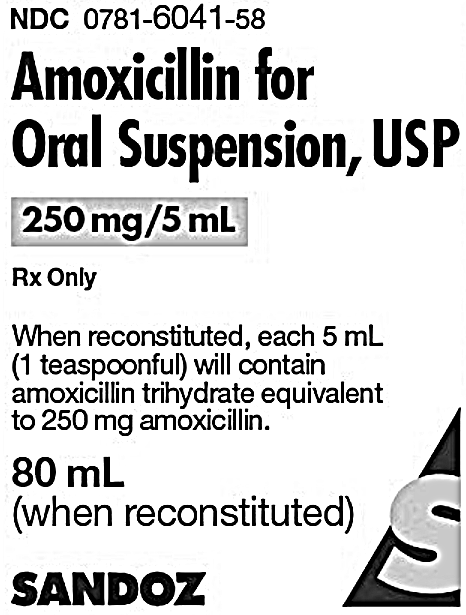 NDC 0781-6041-58
Amoxicillin for
Oral Suspension, USP
250 mg/5 mL
Rx Only
When reconstituted, each 5 mL
(1 teaspoonful) will contain
amoxicillin trihydrate equivalent
to 250 mg amoxicillin.
80 mL
(when reconstituted)
SANDOZ
S